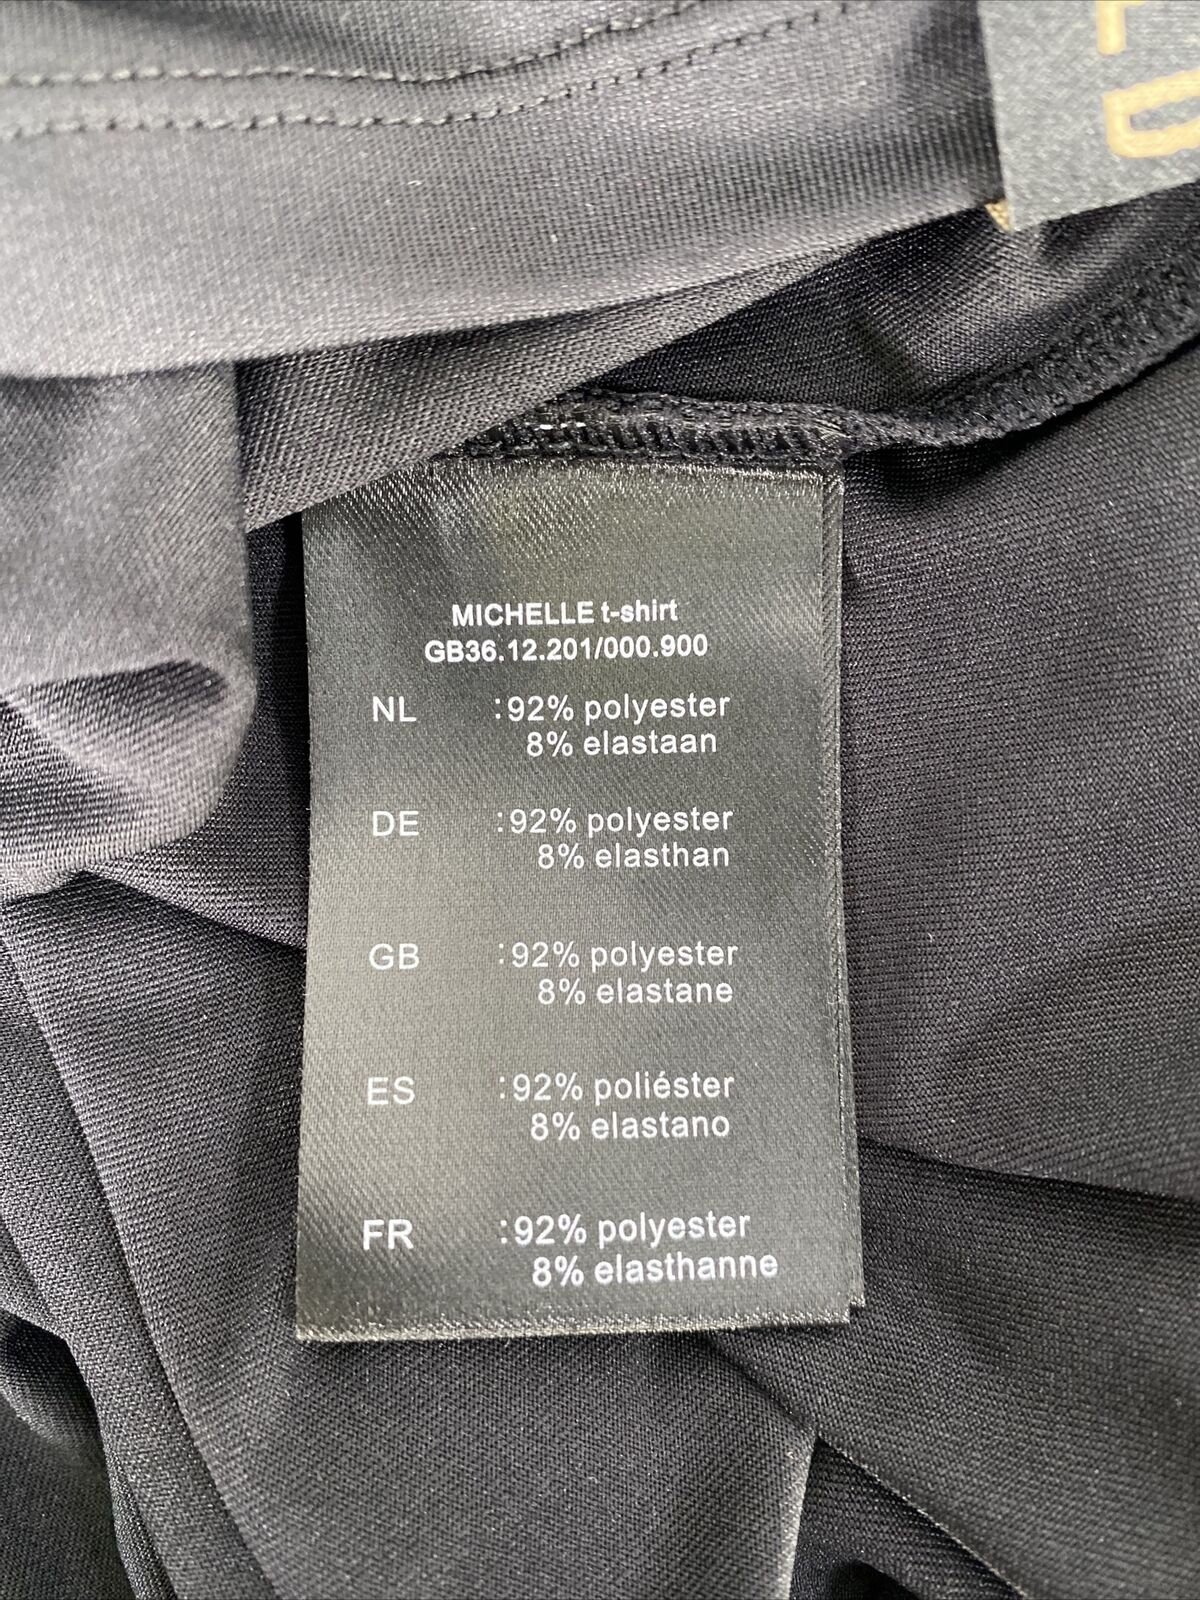 MICHELLE t-shirt
GB36.12.201/000.900
NL :92% polyester
8% elastaan
DE :92% polyester
8% elasthan
GB :92% polyester
8% elastane
ES :92% poliéster
8% elastano
FR :92% polyester
8% elasthanne